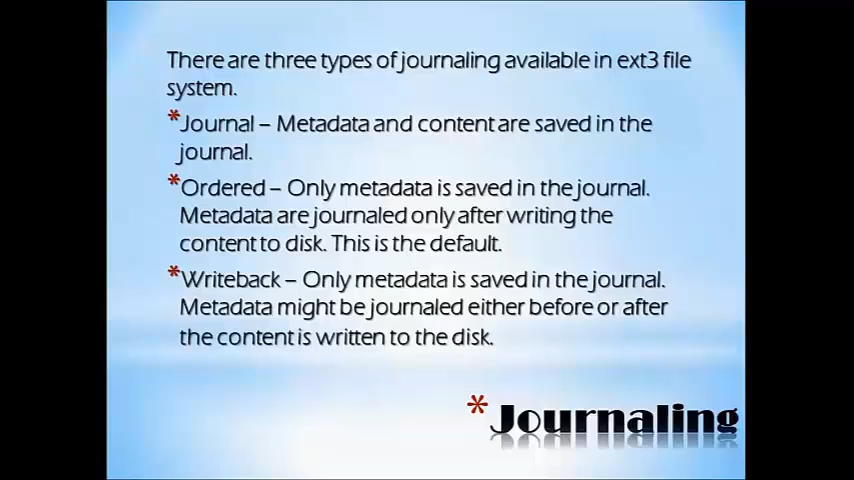 There are three types of journaling available in ext3 file
system.
*Journal – Metadata and content are saved in the
journal.
*Ordered – Only metadata is saved in the journal.
Metadata are journaled only after writing the
content to disk. This is the default.
*Writeback – Only metadata is saved in the journal.
Metadata might be journaled either before or after
the content is written to the disk.
*Journaling